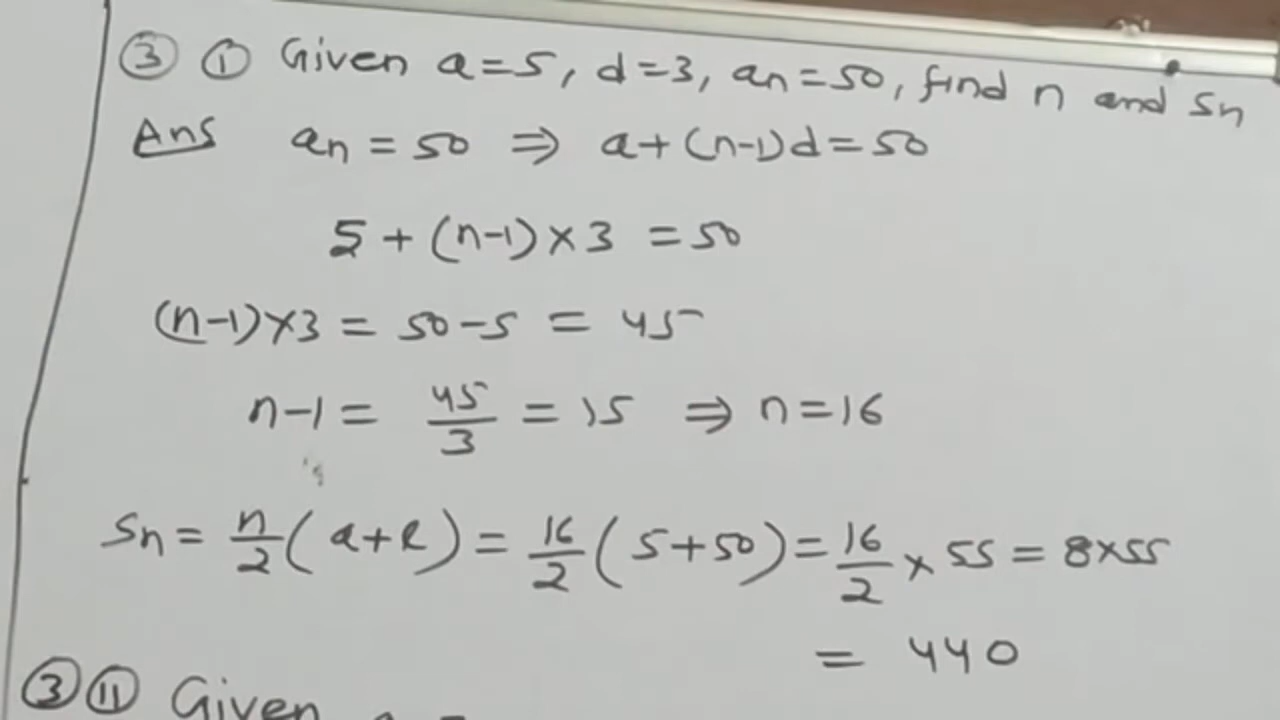 ③ ① Given a=5, d=3, an=50, find n and Sn
Ans an = 50 ⇒ a+(n-1)d=50
5 + (n-1)×3 = 50
(n-1)×3 = 50-5 = 45
n-1 = 45/3 = 15 ⇒ n=16
Sn = n/2 (a+l) = 16/2 (5+50) = 16/2 × 55 = 8×55
= 440
③ ⑪ Given